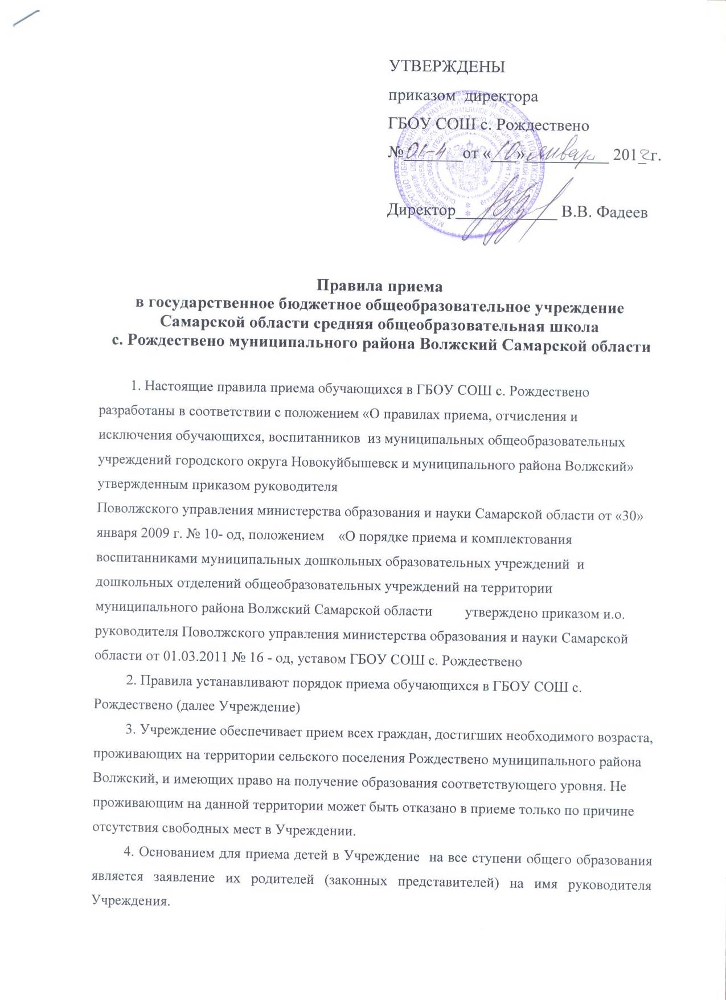 УТВЕРЖДЕНЫ
приказом директора
ГБОУ СОШ с. Рождествено
№ 01-4 от «10» января 2012 г.
Директор____________ В.В. Фадеев
Правила приема
в государственное бюджетное общеобразовательное учреждение
Самарской области средняя общеобразовательная школа
с. Рождествено муниципального района Волжский Самарской области
1. Настоящие правила приема обучающихся в ГБОУ СОШ с. Рождествено
разработаны в соответствии с положением «О правилах приема, отчисления и
исключения обучающихся, воспитанников из муниципальных общеобразовательных
учреждений городского округа Новокуйбышевск и муниципального района Волжский»
утвержденным приказом руководителя
Поволжского управления министерства образования и науки Самарской области от «30»
января 2009 г. № 10- од, положением «О порядке приема и комплектования
воспитанниками муниципальных дошкольных образовательных учреждений и
дошкольных отделений общеобразовательных учреждений на территории
муниципального района Волжский Самарской области утверждено приказом и.о.
руководителя Поволжского управления министерства образования и науки Самарской
области от 01.03.2011 № 16 - од, уставом ГБОУ СОШ с. Рождествено
2. Правила устанавливают порядок приема обучающихся в ГБОУ СОШ с.
Рождествено (далее Учреждение)
3. Учреждение обеспечивает прием всех граждан, достигших необходимого возраста,
проживающих на территории сельского поселения Рождествено муниципального района
Волжский, и имеющих право на получение образования соответствующего уровня. Не
проживающим на данной территории может быть отказано в приеме только по причине
отсутствия свободных мест в Учреждении.
4. Основанием для приема детей в Учреждение на все ступени общего образования
является заявление их родителей (законных представителей) на имя руководителя
Учреждения.